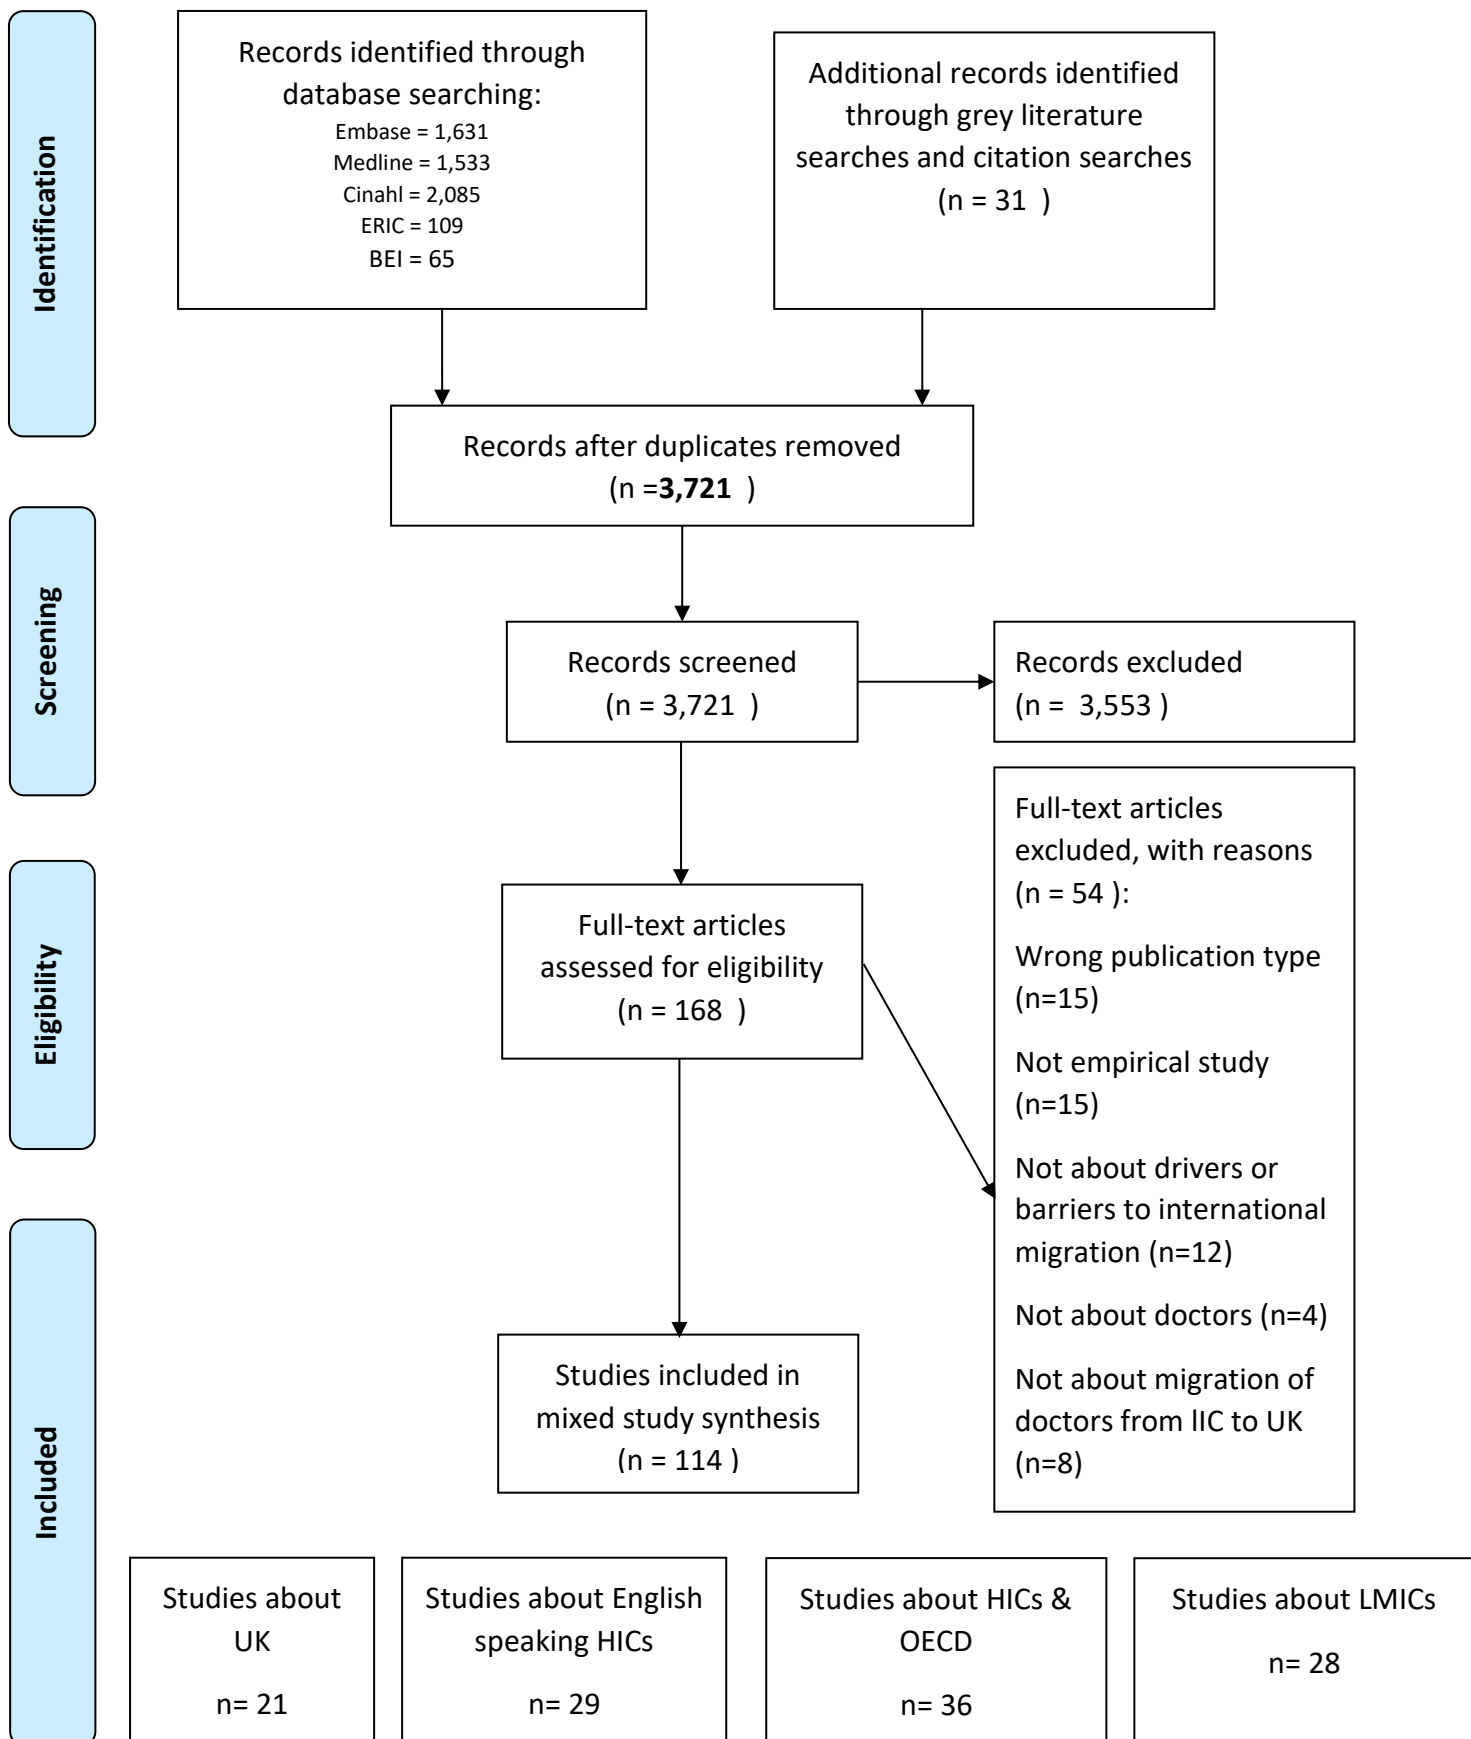 Identification
Records identified through
database searching:
Embase = 1,631
Medline = 1,533
Cinahl = 2,085
ERIC = 109
BEI = 65
Additional records identified
through grey literature
searches and citation searches
(n = 31 )
Records after duplicates removed
(n =3,721 )
Screening
Records screened
(n = 3,721 )
Records excluded
(n = 3,553 )
Eligibility
Full-text articles
assessed for eligibility
(n = 168 )
Full-text articles
excluded, with reasons
(n = 54 ):
Wrong publication type
(n=15)
Not empirical study
(n=15)
Not about drivers or
barriers to international
migration (n=12)
Not about doctors (n=4)
Not about migration of
doctors from lIC to UK
(n=8)
Included
Studies included in
mixed study synthesis
(n = 114 )
Studies about
UK
n= 21
Studies about English
speaking HICs
n= 29
Studies about HICs &
OECD
n= 36
Studies about LMICs
n= 28